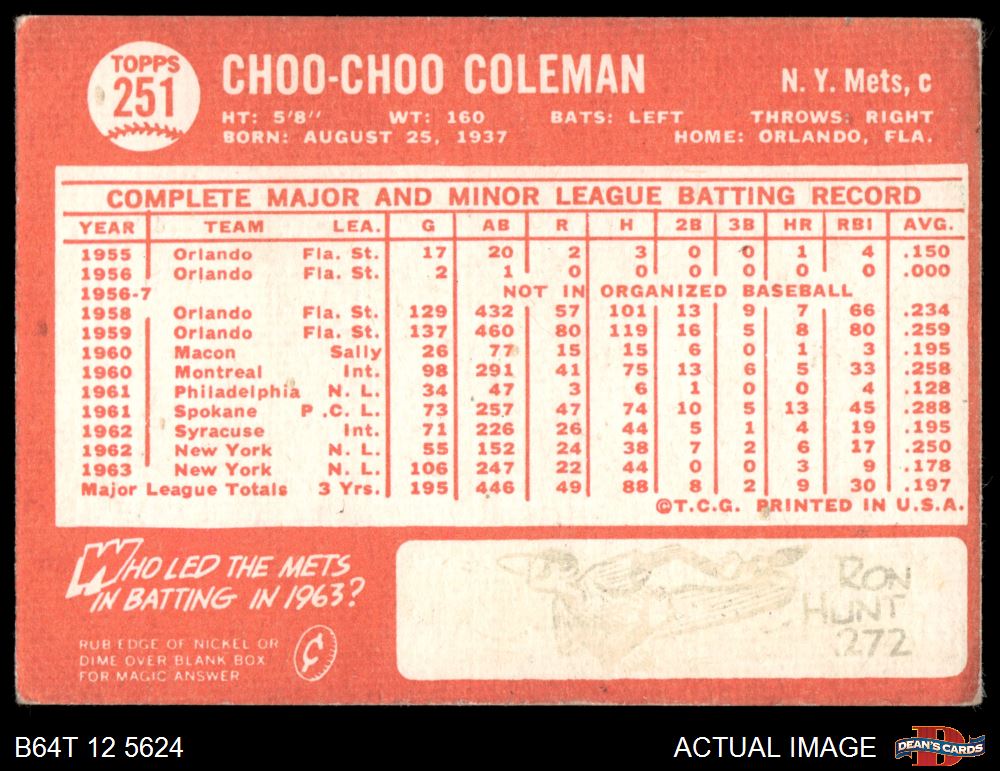 TOPPS
251
CHOO-CHOO COLEMAN
N. Y. Mets, c
HT: 5'8'' WT: 160 BATS: LEFT THROWS: RIGHT
BORN: AUGUST 25, 1937 HOME: ORLANDO, FLA.
COMPLETE MAJOR AND MINOR LEAGUE BATTING RECORD
YEAR TEAM LEA. G AB R H 2B 3B HR RBI AVG.
1955 Orlando Fla. St. 17 20 2 3 0 0 1 4 .150
1956 Orlando Fla. St. 2 1 0 0 0 0 0 0 .000
1956-7 NOT IN ORGANIZED BASEBALL
1958 Orlando Fla. St. 129 432 57 101 13 9 7 66 .234
1959 Orlando Fla. St. 137 460 80 119 16 5 8 80 .259
1960 Macon Sally 26 77 15 15 6 0 1 3 .195
1960 Montreal Int. 98 291 41 75 13 6 5 33 .258
1961 Philadelphia N. L. 34 47 3 6 1 0 0 4 .128
1961 Spokane P .C. L. 73 257 47 74 10 5 13 45 .288
1962 Syracuse Int. 71 226 26 44 5 1 4 19 .195
1962 New York N. L. 55 152 24 38 7 2 6 17 .250
1963 New York N. L. 106 247 22 44 0 0 3 9 .178
Major League Totals 3 Yrs. 195 446 49 88 8 2 9 30 .197
©T.C.G. PRINTED IN U.S.A.
WHO LED THE METS
IN BATTING IN 1963?
RUB EDGE OF NICKEL OR
DIME OVER BLANK BOX
FOR MAGIC ANSWER
¢
RON
HUNT
.272
B64T 12 5624
ACTUAL IMAGE
D
DEAN'S CARDS